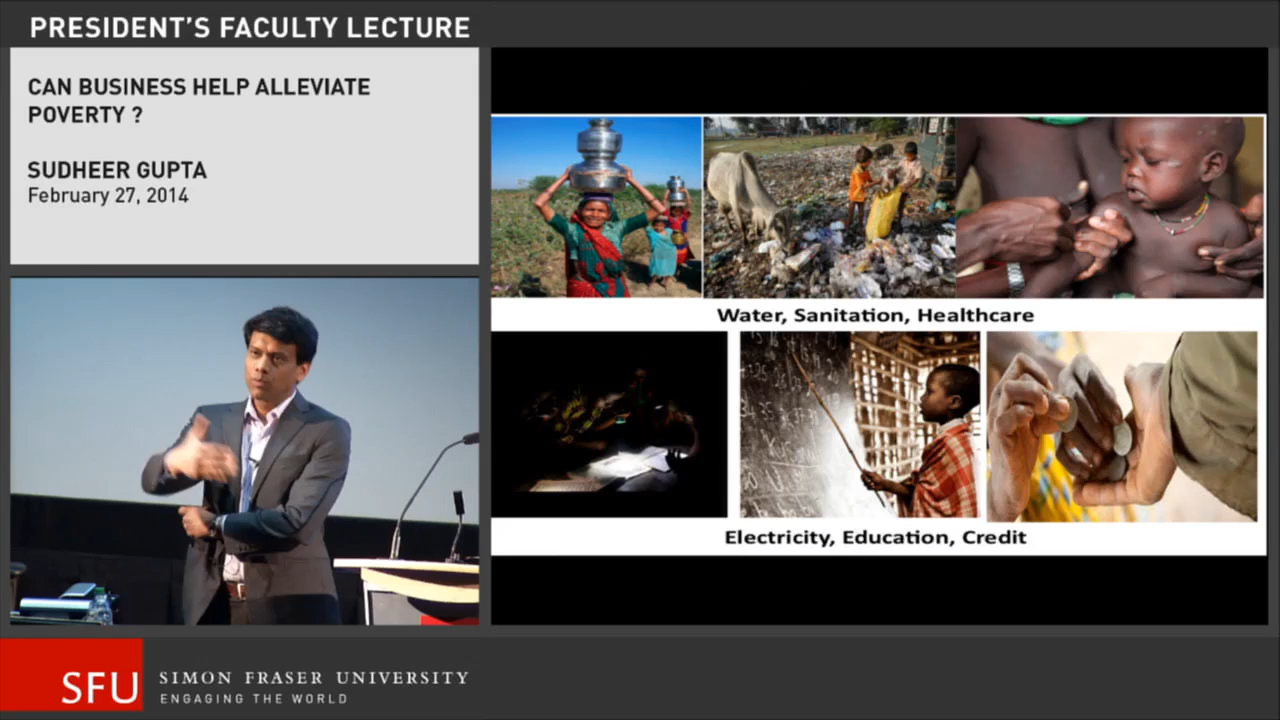 PRESIDENT'S FACULTY LECTURE
CAN BUSINESS HELP ALLEVIATE
POVERTY ?
SUDHEER GUPTA
February 27, 2014
Water, Sanitation, Healthcare
Electricity, Education, Credit
SFU
SIMON FRASER UNIVERSITY
ENGAGING THE WORLD